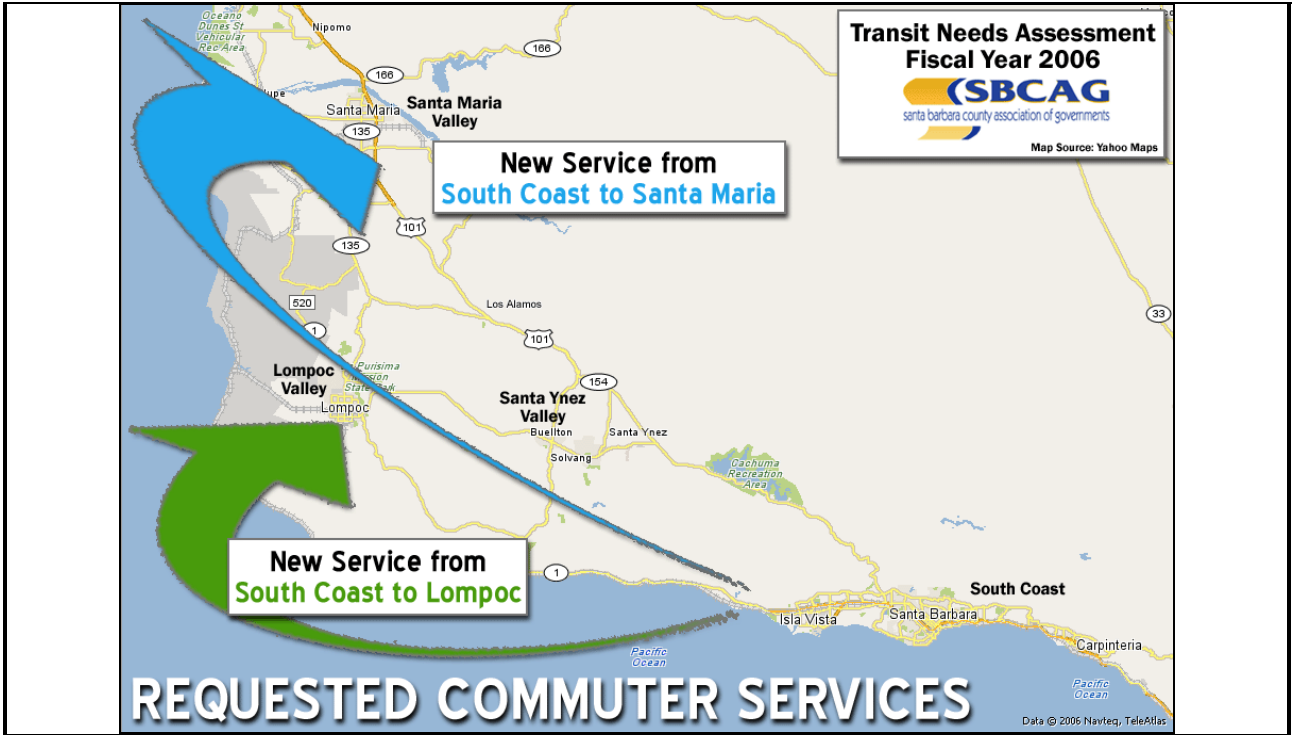 Oceano
Dunes St
Vehicular
Rec Area
Nipomo
166
166
Transit Needs Assessment
Fiscal Year 2006
SBCAG
santa barbara county association of governments
Map Source: Yahoo Maps
Santa Maria
Santa Maria
Valley
135
New Service from
South Coast to Santa Maria
101
135
520
Los Alamos
33
1
101
Lompoc
Valley
Purisima
Mission
State Park
Lompoc
154
Santa Ynez
Valley
Buellton
Santa Ynez
Solvang
Cachuma
Recreation
Area
New Service from
South Coast to Lompoc
1
South Coast
Isla Vista
Santa Barbara
Carpinteria
Pacific
Ocean
Pacific
Ocean
REQUESTED COMMUTER SERVICES
Data © 2006 Navteq, TeleAtlas